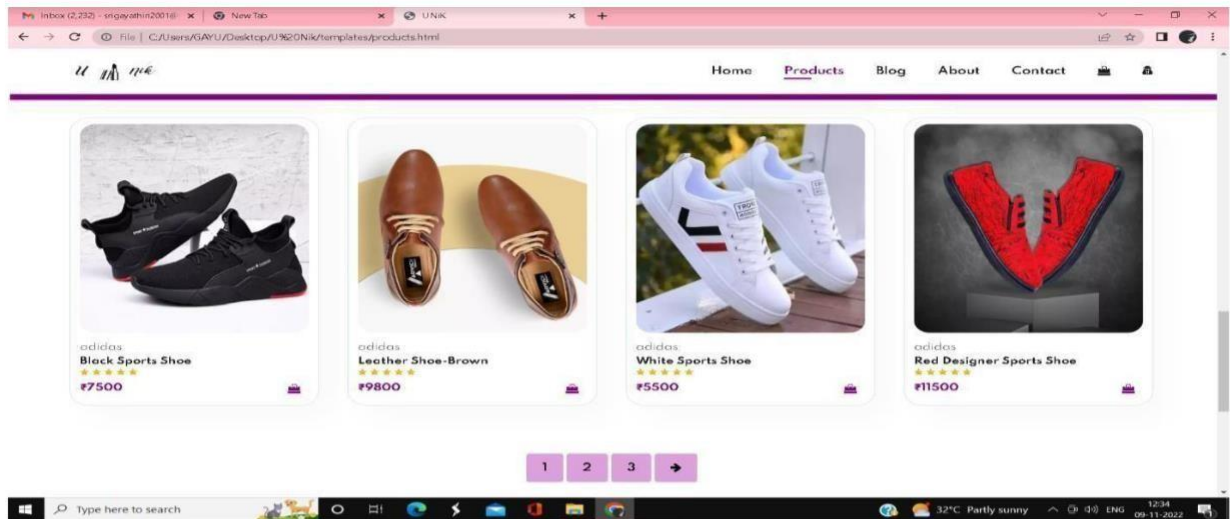 Inbox (2,232) - sngayathin2001@
New Tab
UNiK
File | C:/Users/GAYU/Desktop/U%20Nik/templates/products.html
U nik
Home Products Blog About Contact
adidas
Black Sports Shoe
₹7500
adidas
Leather Shoe-Brown
₹9800
adidas
White Sports Shoe
₹5500
adidas
Red Designer Sports Shoe
₹11500
1 2 3
Type here to search
32°C Partly sunny
ENG
12:34
09-11-2022